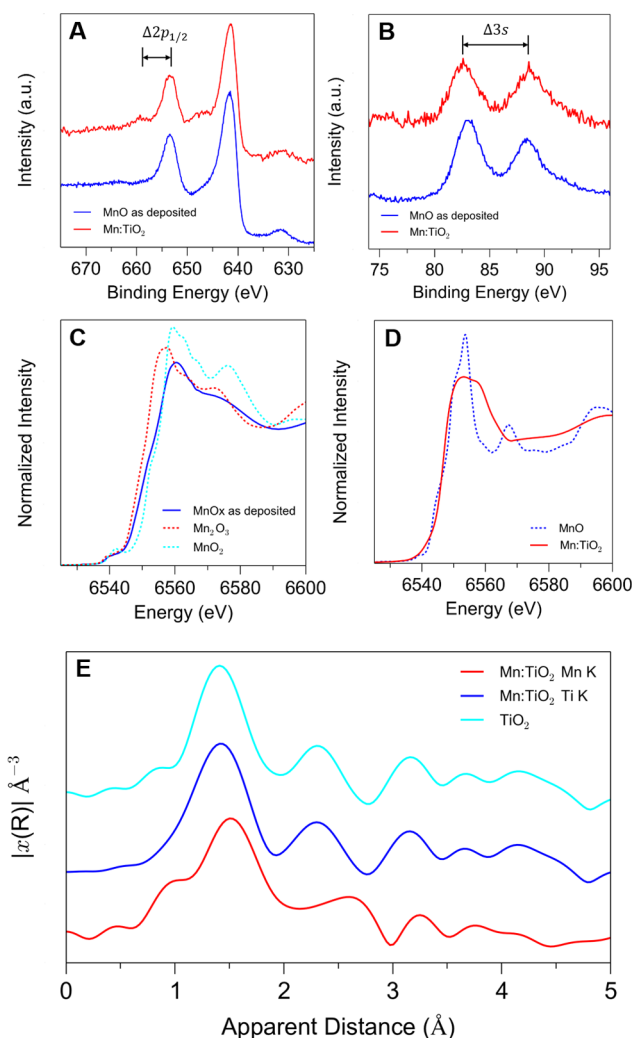 A
Δ2p₁/₂
Intensity (a.u.)
MnO as deposited
Mn:TiO₂
670 660 650 640 630
Binding Energy (eV)
B
Δ3s
Intensity (a.u.)
MnO as deposited
Mn:TiO₂
75 80 85 90 95
Binding Energy (eV)
C
Normalized Intensity
MnOx as deposited
Mn₂O₃
MnO₂
6540 6560 6580 6600
Energy (eV)
D
Normalized Intensity
MnO
Mn:TiO₂
6540 6560 6580 6600
Energy (eV)
E
Mn:TiO₂ Mn K
Mn:TiO₂ Ti K
TiO₂
|x(R)| Å⁻³
0 1 2 3 4 5
Apparent Distance (Å)